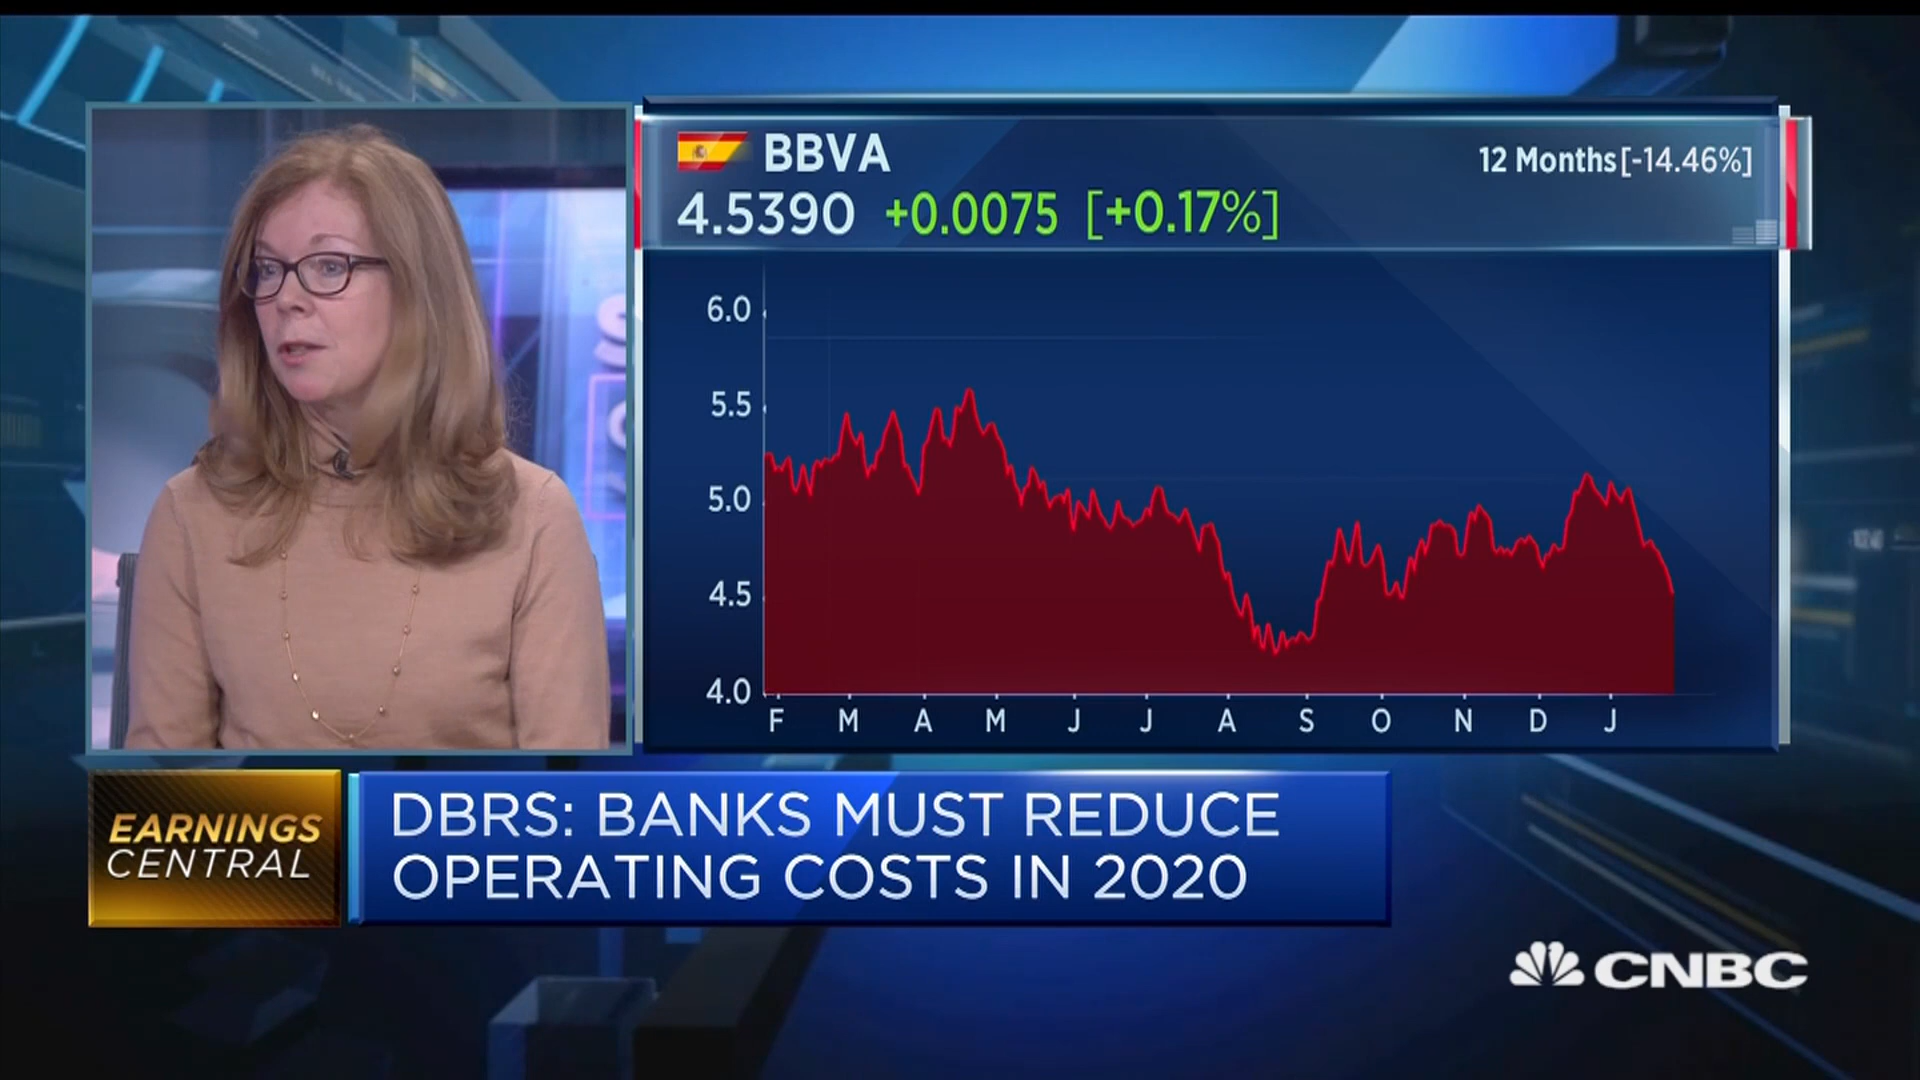 BBVA
12 Months [-14.46%]
4.5390 +0.0075 [+0.17%]
6.0
5.5
5.0
4.5
4.0
F M A M J J A S O N D J
EARNINGS
CENTRAL
DBRS: BANKS MUST REDUCE
OPERATING COSTS IN 2020
CNBC